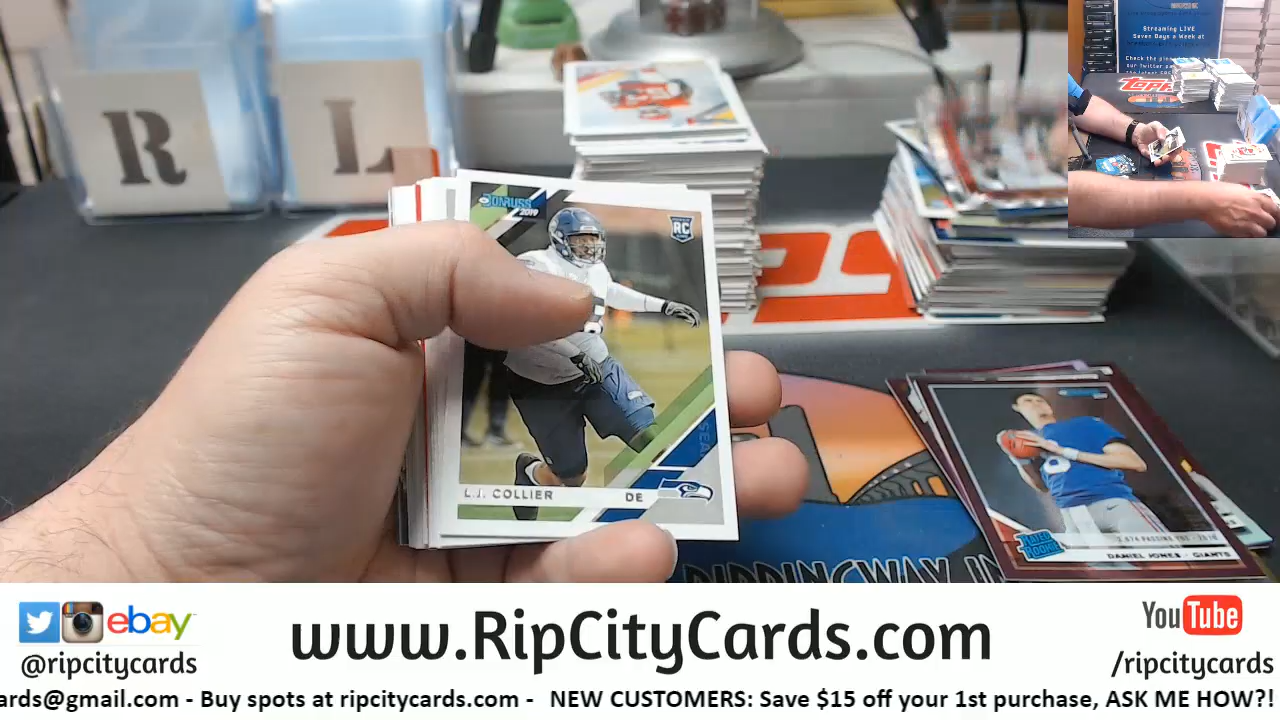 R
L
Streaming LIVE
Seven Days a Week at
Topps
DONRUSS
2019
RC
SEA
L.J. COLLIER DE
RATED
ROOKIE
DANIEL JONES - GIANTS
ebay
@ripcitycards
www.RipCityCards.com
YouTube
/ripcitycards
ards@gmail.com - Buy spots at ripcitycards.com - NEW CUSTOMERS: Save $15 off your 1st purchase, ASK ME HOW?!